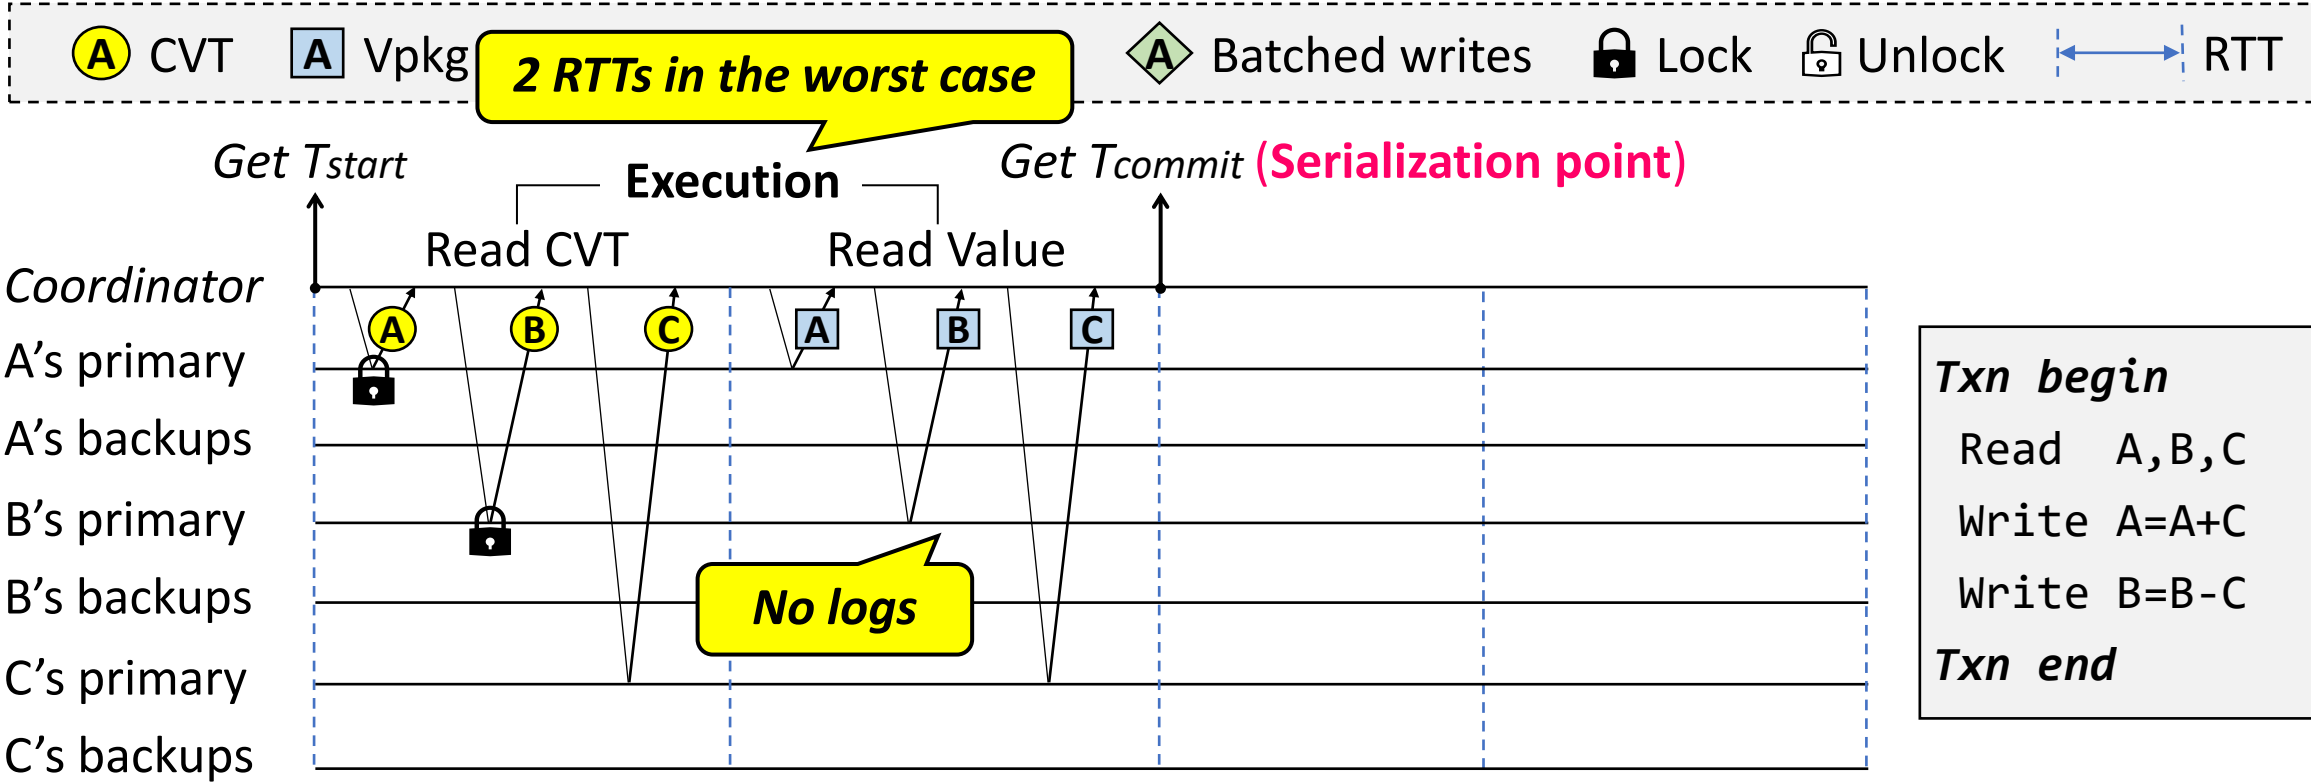 A CVT A Vpkg 2 RTTs in the worst case A Batched writes Lock Unlock RTT
Get Tstart Execution Get Tcommit (Serialization point)
Read CVT Read Value
Coordinator
A B C A B C
A's primary
A's backups
B's primary
B's backups
C's primary
C's backups
No logs
Txn begin
Read A,B,C
Write A=A+C
Write B=B-C
Txn end